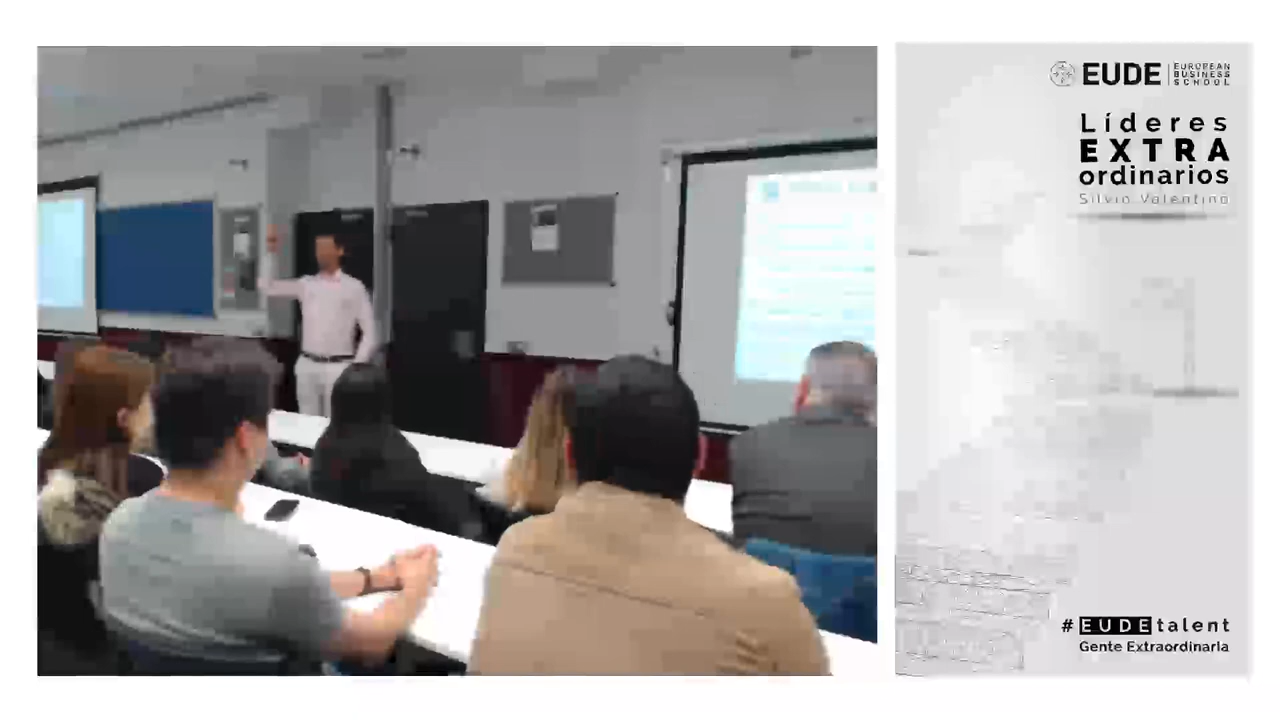 EUDE EUROPEAN
BUSINESS
SCHOOL
Líderes
EXTRA
ordinarios
Silvio Valentino
#EUDEtalent
Gente Extraordinaria